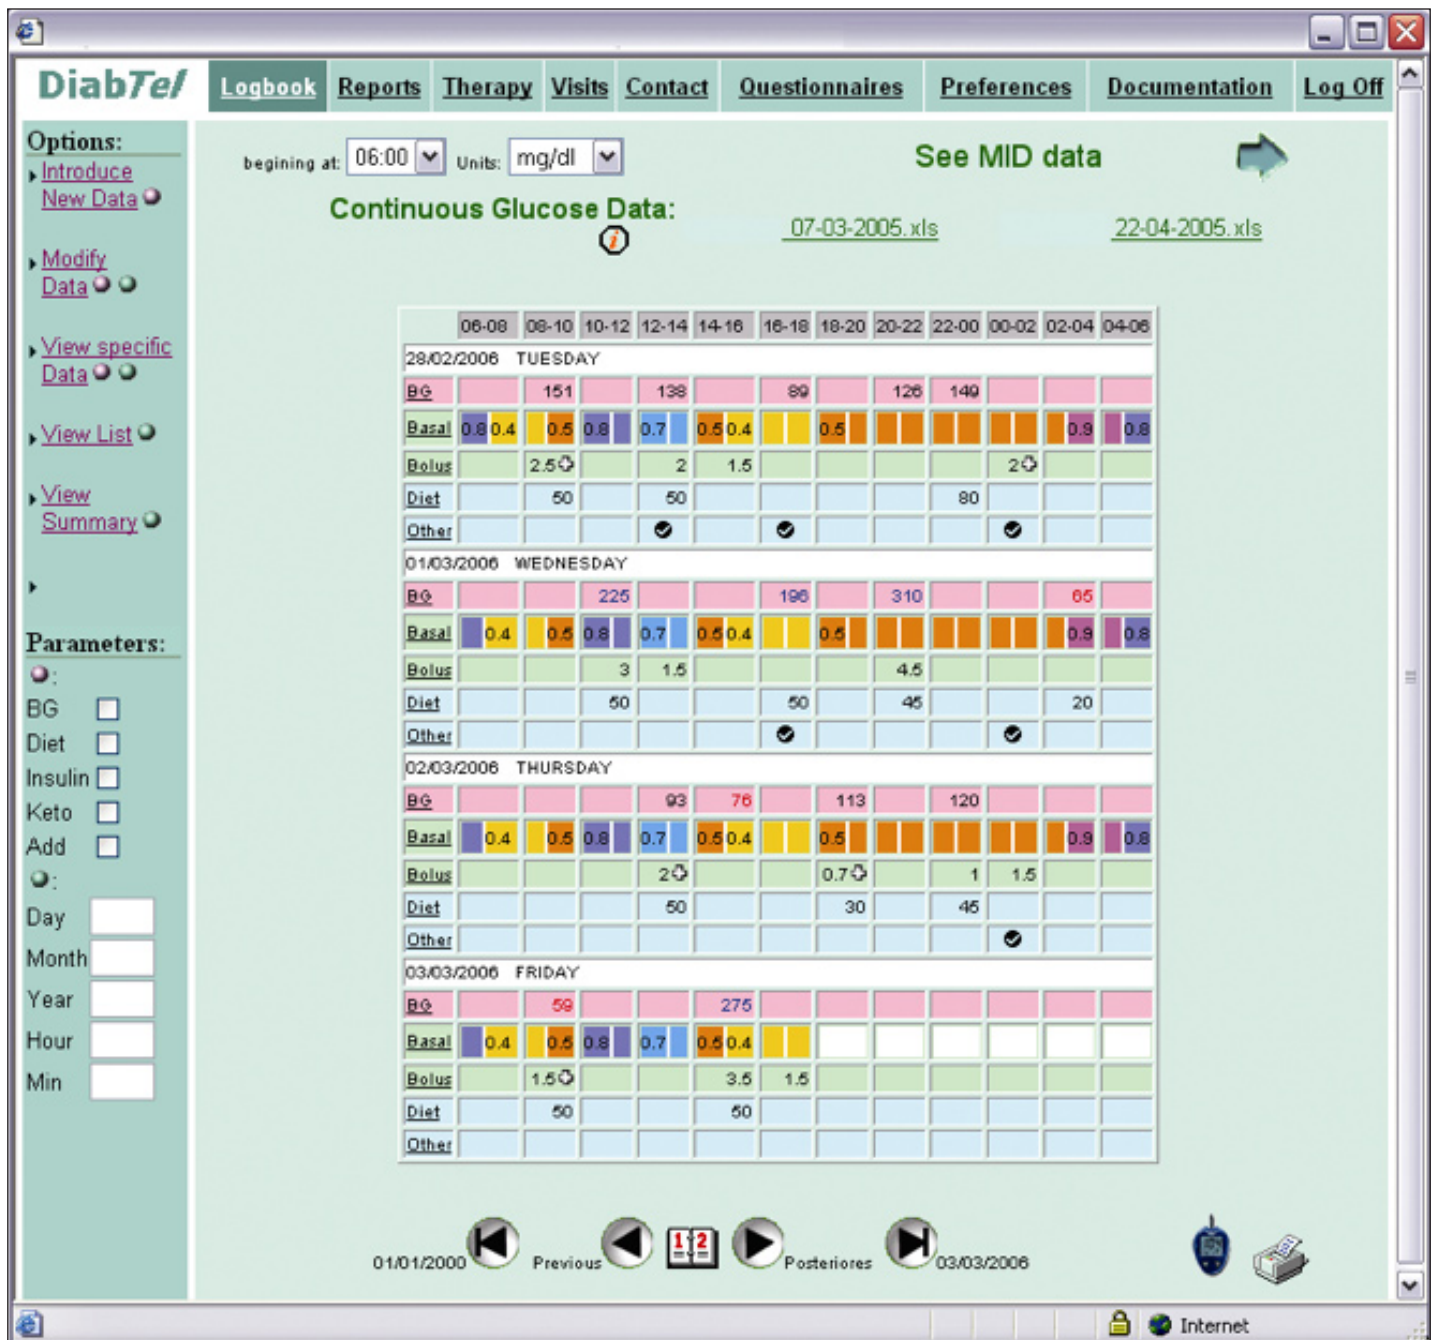 DiabTel Logbook Reports Therapy Visits Contact Questionnaires Preferences Documentation Log Off
Options:
Introduce
New Data
Modify
Data
View specific
Data
View List
View
Summary
Parameters:
:
BG
Diet
Insulin
Keto
Add
:
Day
Month
Year
Hour
Min
begining at: 06:00 Units: mg/dl See MID data
Continuous Glucose Data:
i
07-03-2005.xls 22-04-2005.xls
06-08 08-10 10-12 12-14 14-16 16-18 18-20 20-22 22-00 00-02 02-04 04-06
28/02/2006 TUESDAY
BG 151 138 89 126 149
Basal 0.8 0.4 0.5 0.8 0.7 0.5 0.4 0.5 0.9 0.8
Bolus 2.5 2 1.5 2
Diet 50 50 80
Other
01/03/2006 WEDNESDAY
BG 225 196 310 65
Basal 0.4 0.5 0.8 0.7 0.5 0.4 0.5 0.9 0.8
Bolus 3 1.5 4.5
Diet 50 50 45 20
Other
02/03/2006 THURSDAY
BG 93 76 113 120
Basal 0.4 0.5 0.8 0.7 0.5 0.4 0.5 0.9 0.8
Bolus 2 0.7 1 1.5
Diet 50 30 45
Other
03/03/2006 FRIDAY
BG 59 275
Basal 0.4 0.5 0.8 0.7 0.5 0.4
Bolus 1.5 3.5 1.5
Diet 50 50
Other
01/01/2000 Previous 1 2 Posteriores 03/03/2006
Internet